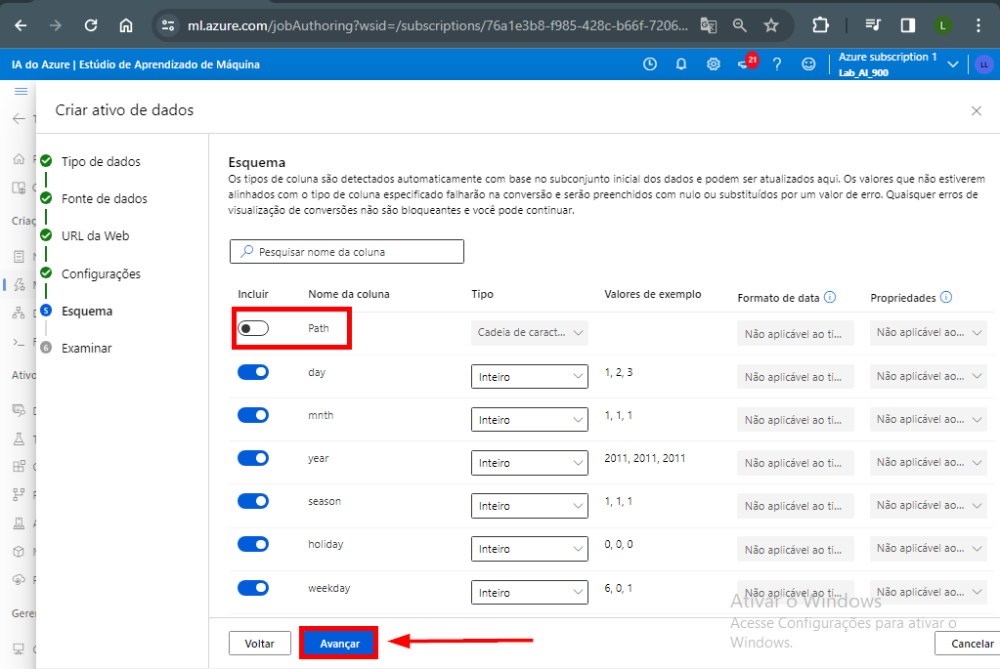 ml.azure.com/jobAuthoring?wsid=/subscriptions/76a1e3b8-f985-428c-b66f-7206...
L
IA do Azure | Estúdio de Aprendizado de Máquina
21
Azure subscription 1
Lab_AI_900
LL
Criar ativo de dados
Tipo de dados
Fonte de dados
URL da Web
Configurações
5
Esquema
6
Examinar
Criaç
Ativo
Geren
Esquema
Os tipos de coluna são detectados automaticamente com base no subconjunto inicial dos dados e podem ser atualizados aqui. Os valores que não estiverem
alinhados com o tipo de coluna especificado falharão na conversão e serão preenchidos com nulo ou substituídos por um valor de erro. Quaisquer erros de
visualização de conversões não são bloqueantes e você pode continuar.
Pesquisar nome da coluna
Incluir Nome da coluna Tipo Valores de exemplo Formato de data Propriedades
Path Cadeia de caract... Não aplicável ao ti... Não aplicável ao...
day Inteiro 1, 2, 3 Não aplicável ao ti... Não aplicável ao...
mnth Inteiro 1, 1, 1 Não aplicável ao ti... Não aplicável ao...
year Inteiro 2011, 2011, 2011 Não aplicável ao ti... Não aplicável ao...
season Inteiro 1, 1, 1 Não aplicável ao ti... Não aplicável ao...
holiday Inteiro 0, 0, 0 Não aplicável ao ti... Não aplicável ao...
weekday Inteiro 6, 0, 1 Não aplicável ao ti... Não aplicável ao...
Ativar o Windows
Acesse Configurações para ativar o
Windows.
Voltar Avançar Cancelar